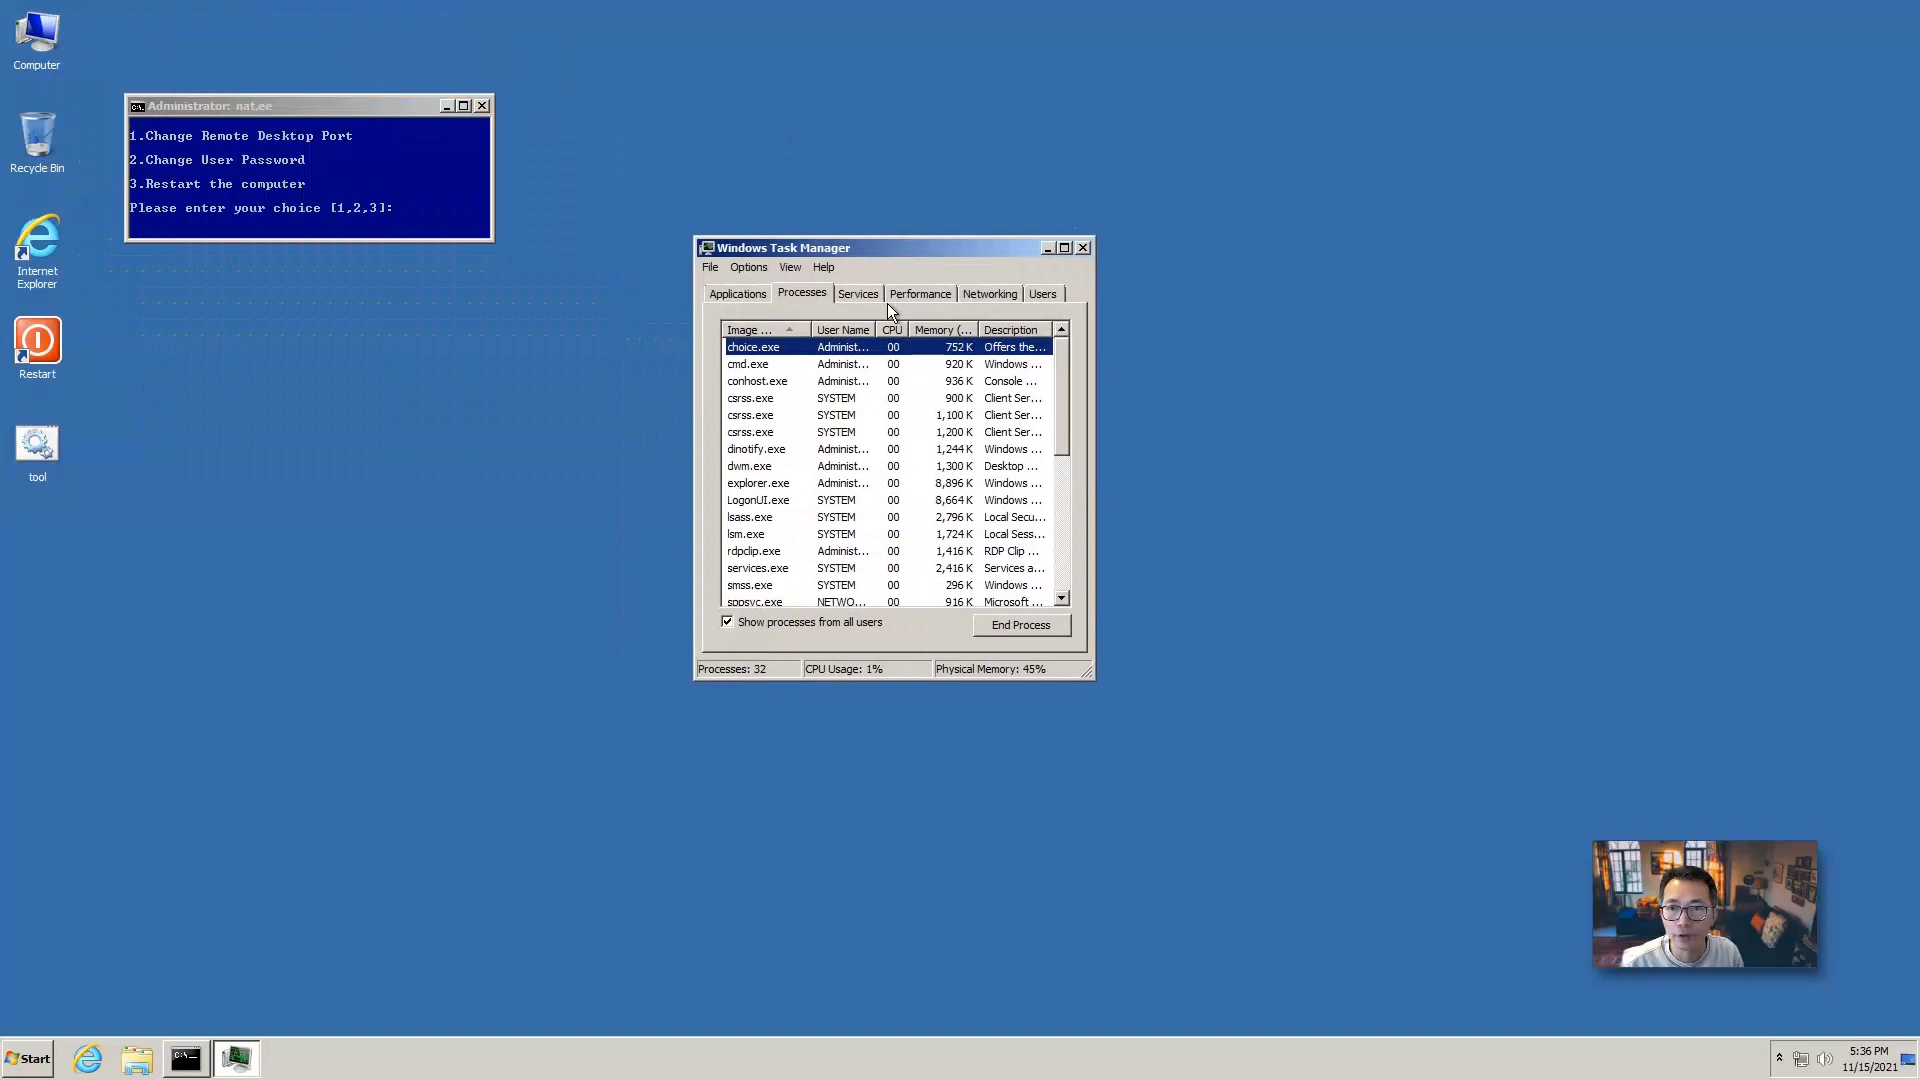 Computer
Recycle Bin
Internet
Explorer
Restart
tool
Administrator: nat.ee
1.Change Remote Desktop Port
2.Change User Password
3.Restart the computer
Please enter your choice [1,2,3]:
Windows Task Manager
File Options View Help
Applications Processes Services Performance Networking Users
Image ... User Name CPU Memory (... Description
choice.exe Administ... 00 752 K Offers the...
cmd.exe Administ... 00 920 K Windows ...
conhost.exe Administ... 00 936 K Console ...
csrss.exe SYSTEM 00 900 K Client Ser...
csrss.exe SYSTEM 00 1,100 K Client Ser...
csrss.exe SYSTEM 00 1,200 K Client Ser...
dinotify.exe Administ... 00 1,244 K Windows ...
dwm.exe Administ... 00 1,300 K Desktop ...
explorer.exe Administ... 00 8,896 K Windows ...
LogonUI.exe SYSTEM 00 8,664 K Windows ...
lsass.exe SYSTEM 00 2,796 K Local Secu...
lsm.exe SYSTEM 00 1,724 K Local Sess...
rdpclip.exe Administ... 00 1,416 K RDP Clip ...
services.exe SYSTEM 00 2,416 K Services a...
smss.exe SYSTEM 00 296 K Windows ...
sppsvc.exe NETWO... 00 916 K Microsoft ...
Show processes from all users
End Process
Processes: 32 CPU Usage: 1% Physical Memory: 45%
Start
C:\_
5:36 PM
11/15/2021